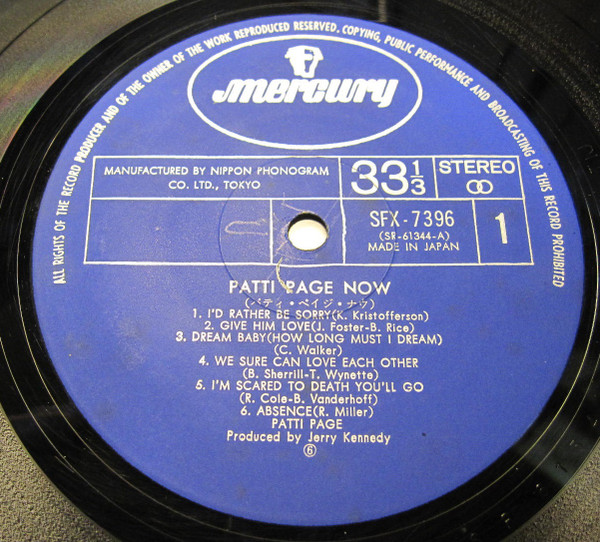 ALL RIGHTS OF THE RECORD PRODUCER AND OF THE OWNER OF THE WORK REPRODUCED RESERVED. COPYING, PUBLIC PERFORMANCE AND BROADCASTING OF THIS RECORD PROHIBITED
mercury
MANUFACTURED BY NIPPON PHONOGRAM
CO. LTD., TOKYO
33 1/3
STEREO
SFX-7396
(SR-61344-A)
MADE IN JAPAN
1
PATTI PAGE NOW
(パティ・ペイジ・ナウ)
1. I'D RATHER BE SORRY(K. Kristofferson)
2. GIVE HIM LOVE(J. Foster-B. Rice)
3. DREAM BABY(HOW LONG MUST I DREAM)
(C. Walker)
4. WE SURE CAN LOVE EACH OTHER
(B. Sherrill-T. Wynette)
5. I'M SCARED TO DEATH YOU'LL GO
(R. Cole-B. Vanderhoff)
6. ABSENCE(R. Miller)
PATTI PAGE
Produced by Jerry Kennedy
⑥